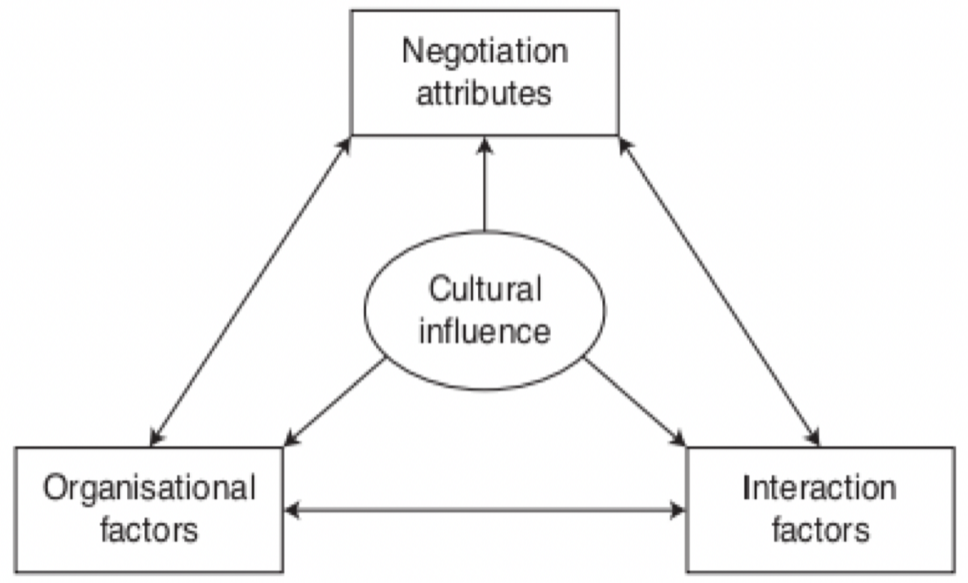 Negotiation
attributes
Cultural
influence
Organisational
factors
Interaction
factors